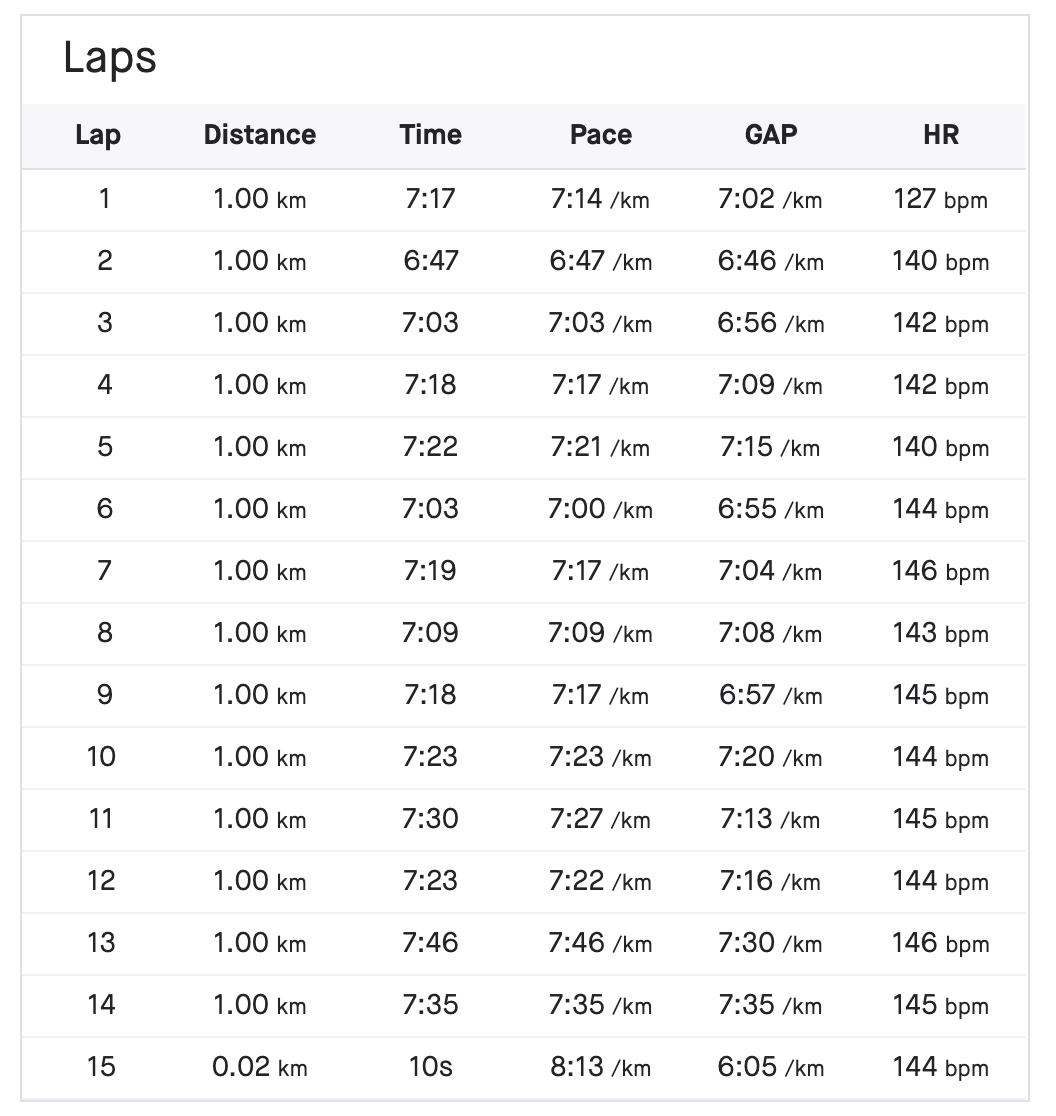 Laps
Lap Distance Time Pace GAP HR
1 1.00 km 7:17 7:14 /km 7:02 /km 127 bpm
2 1.00 km 6:47 6:47 /km 6:46 /km 140 bpm
3 1.00 km 7:03 7:03 /km 6:56 /km 142 bpm
4 1.00 km 7:18 7:17 /km 7:09 /km 142 bpm
5 1.00 km 7:22 7:21 /km 7:15 /km 140 bpm
6 1.00 km 7:03 7:00 /km 6:55 /km 144 bpm
7 1.00 km 7:19 7:17 /km 7:04 /km 146 bpm
8 1.00 km 7:09 7:09 /km 7:08 /km 143 bpm
9 1.00 km 7:18 7:17 /km 6:57 /km 145 bpm
10 1.00 km 7:23 7:23 /km 7:20 /km 144 bpm
11 1.00 km 7:30 7:27 /km 7:13 /km 145 bpm
12 1.00 km 7:23 7:22 /km 7:16 /km 144 bpm
13 1.00 km 7:46 7:46 /km 7:30 /km 146 bpm
14 1.00 km 7:35 7:35 /km 7:35 /km 145 bpm
15 0.02 km 10s 8:13 /km 6:05 /km 144 bpm